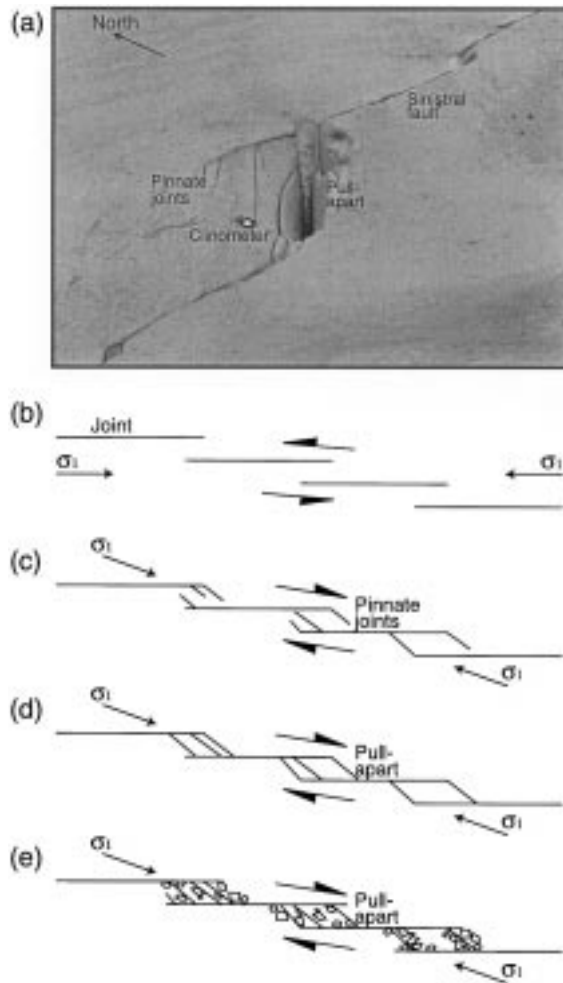 (a)
North
Sinistral
fault
Pinnate
joints
Pull-
apart
Clinometer
(b)
Joint
σ1
σ1
(c)
σ1
Pinnate
joints
σ1
(d)
σ1
Pull-
apart
σ1
(e)
σ1
Pull-
apart
σ1